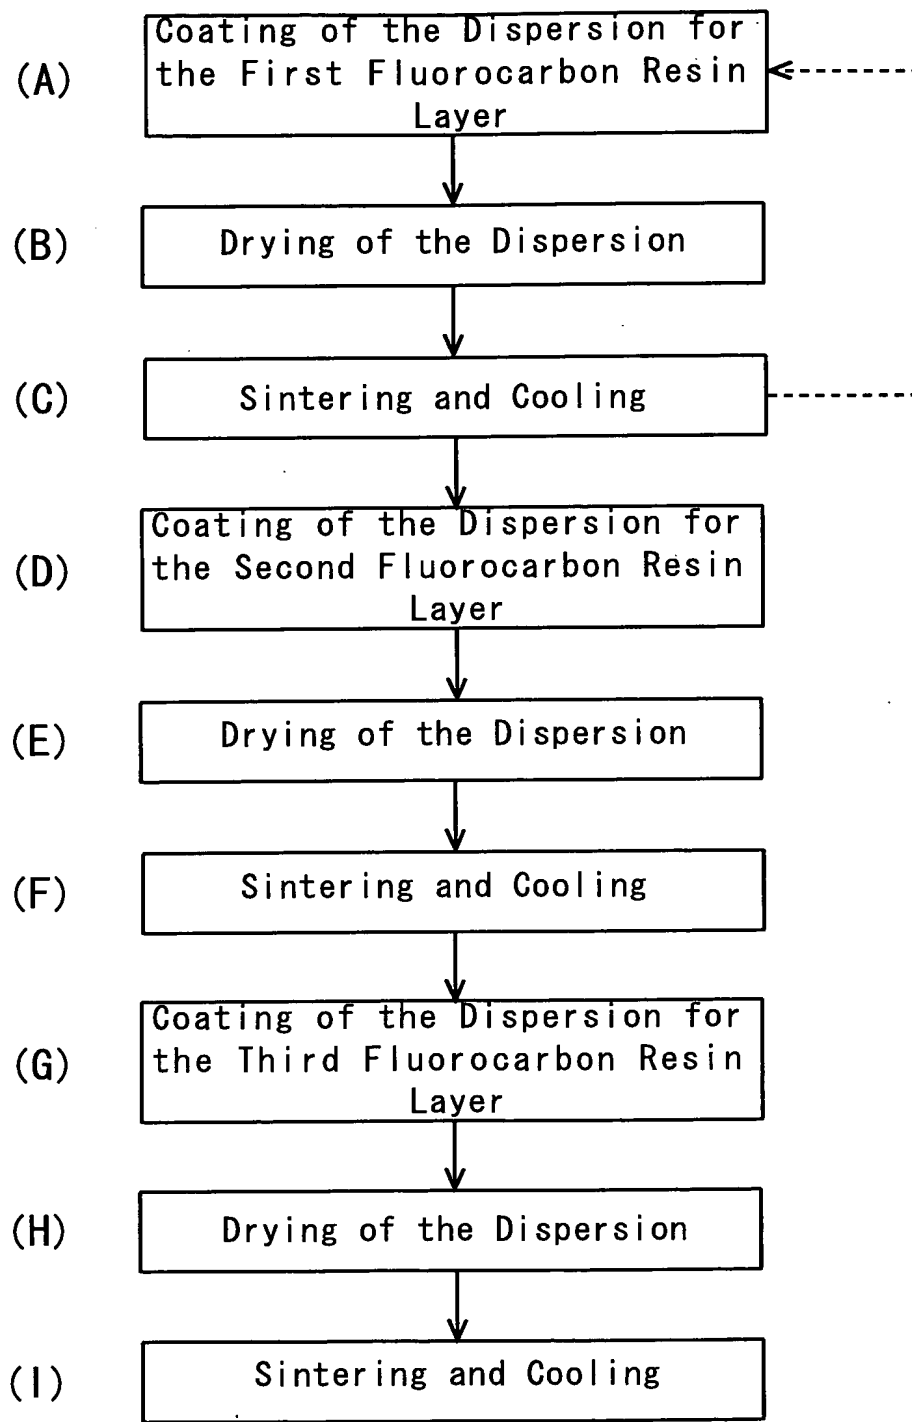 (A)
Coating of the Dispersion for
the First Fluorocarbon Resin
Layer
(B)
Drying of the Dispersion
(C)
Sintering and Cooling
(D)
Coating of the Dispersion for
the Second Fluorocarbon Resin
Layer
(E)
Drying of the Dispersion
(F)
Sintering and Cooling
(G)
Coating of the Dispersion for
the Third Fluorocarbon Resin
Layer
(H)
Drying of the Dispersion
(I)
Sintering and Cooling